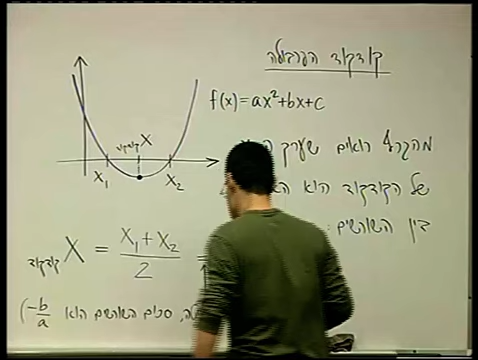 קודקוד הפרבולה
f(x) = ax² + bx + c
רואים שערך
של הקודקוד הוא
בין השורשים :
X קודקוד
X₁
X₂
X קודקוד = (X₁ + X₂) / 2 =
סכום השורשים הוא -b/a )